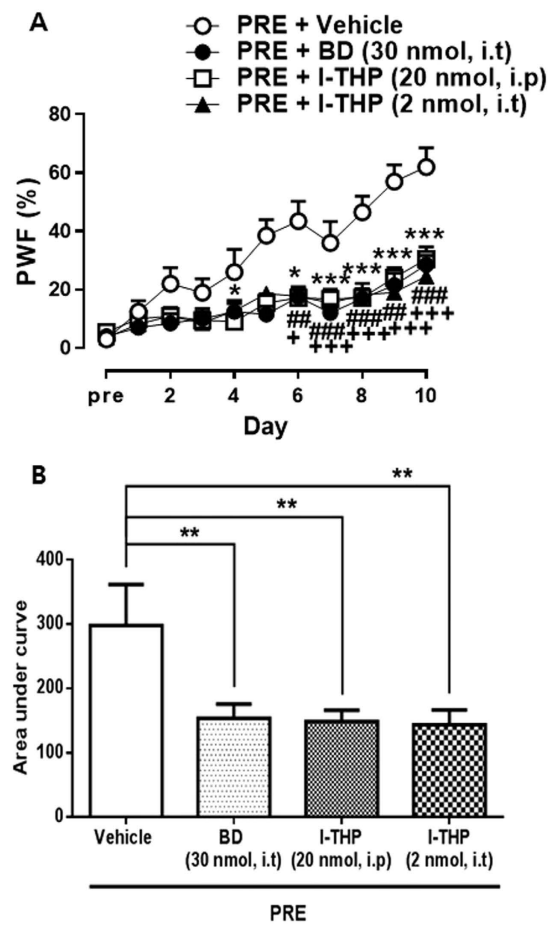 A
PRE + Vehicle
PRE + BD (30 nmol, i.t)
PRE + I-THP (20 nmol, i.p)
PRE + I-THP (2 nmol, i.t)
80
60
40
20
0
PWF (%)
* * *** *** *** ***
## ### ### ## ###
+ +++ +++ +++ +++
pre 2 4 6 8 10
Day
B
**
**
**
400
300
200
100
0
Area under curve
Vehicle BD I-THP I-THP
(30 nmol, i.t) (20 nmol, i.p) (2 nmol, i.t)
PRE